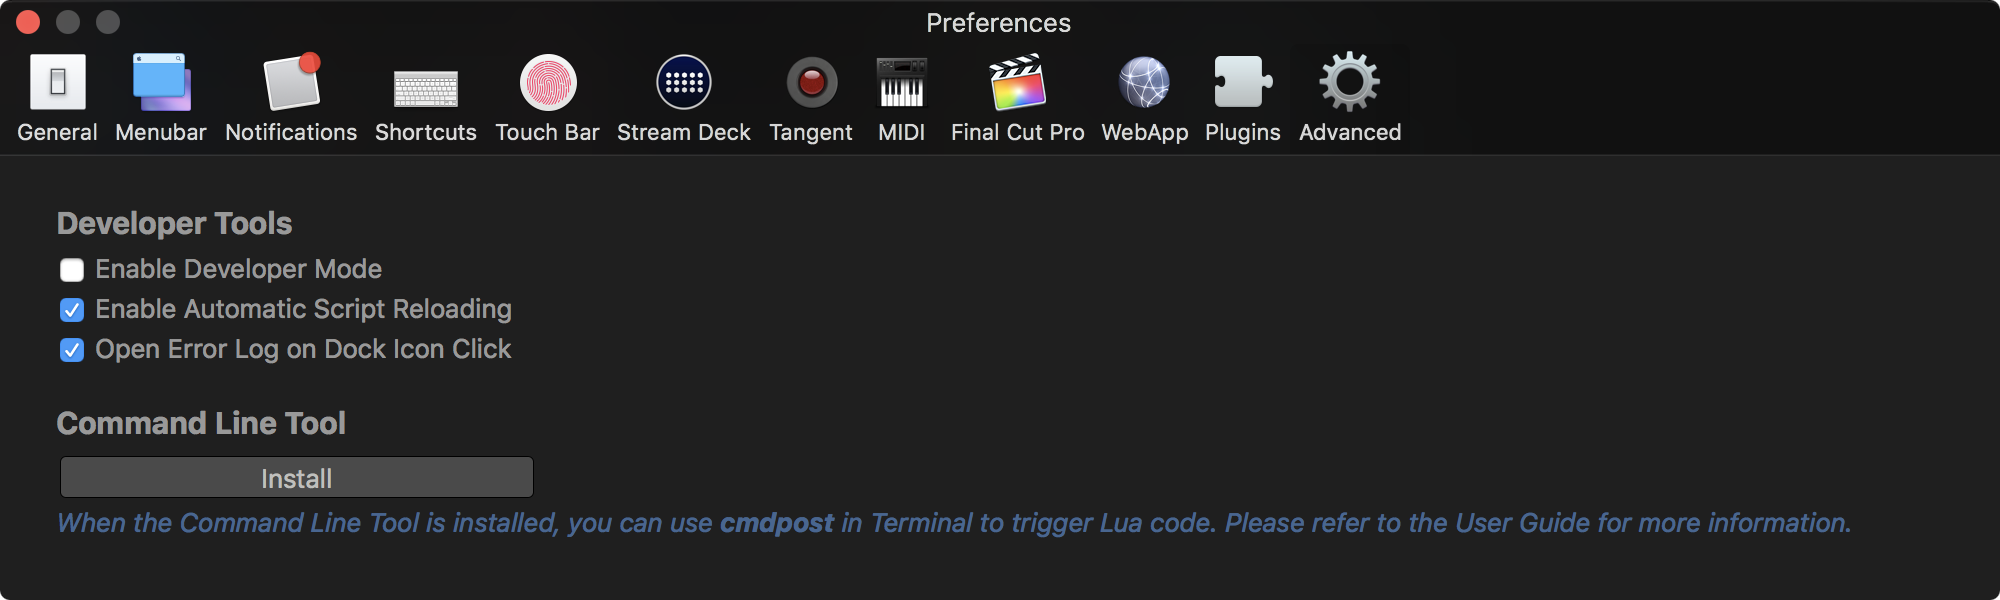 Preferences
General Menubar Notifications Shortcuts Touch Bar Stream Deck Tangent MIDI Final Cut Pro WebApp Plugins Advanced
Developer Tools
Enable Developer Mode
Enable Automatic Script Reloading
Open Error Log on Dock Icon Click
Command Line Tool
Install
When the Command Line Tool is installed, you can use cmdpost in Terminal to trigger Lua code. Please refer to the User Guide for more information.